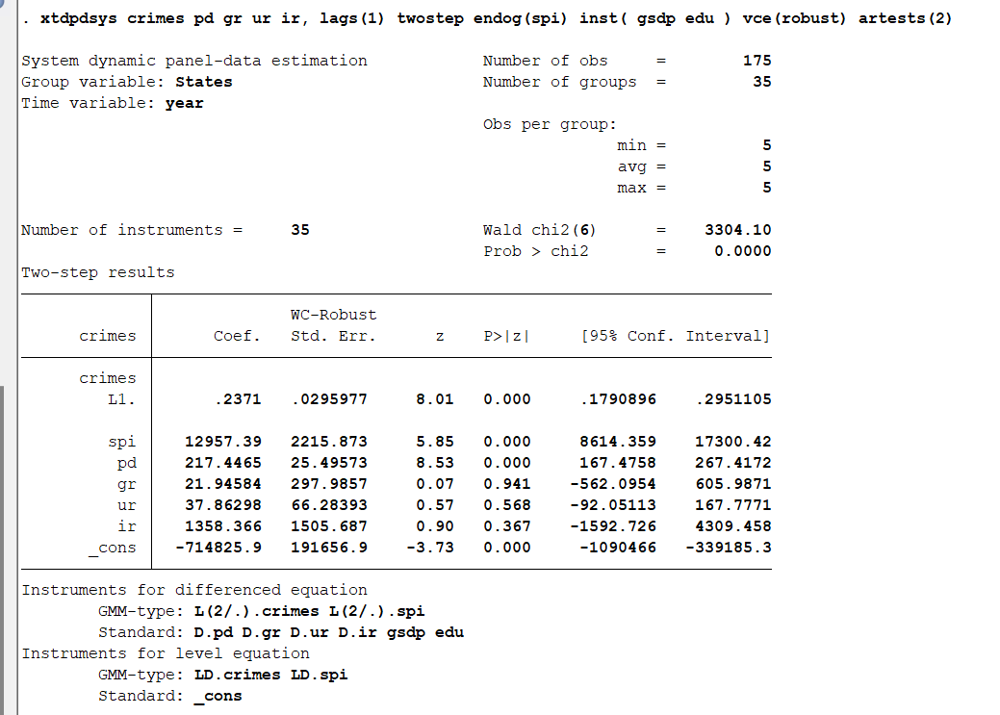 . xtdpdsys crimes pd gr ur ir, lags(1) twostep endog(spi) inst( gsdp edu ) vce(robust) artests(2)
System dynamic panel-data estimation Number of obs = 175
Group variable: States Number of groups = 35
Time variable: year
Obs per group:
min = 5
avg = 5
max = 5
Number of instruments = 35 Wald chi2(6) = 3304.10
Prob > chi2 = 0.0000
Two-step results
WC-Robust
crimes Coef. Std. Err. z P>|z| [95% Conf. Interval]
crimes
L1. .2371 .0295977 8.01 0.000 .1790896 .2951105
spi 12957.39 2215.873 5.85 0.000 8614.359 17300.42
pd 217.4465 25.49573 8.53 0.000 167.4758 267.4172
gr 21.94584 297.9857 0.07 0.941 -562.0954 605.9871
ur 37.86298 66.28393 0.57 0.568 -92.05113 167.7771
ir 1358.366 1505.687 0.90 0.367 -1592.726 4309.458
_cons -714825.9 191656.9 -3.73 0.000 -1090466 -339185.3
Instruments for differenced equation
GMM-type: L(2/.).crimes L(2/.).spi
Standard: D.pd D.gr D.ur D.ir gsdp edu
Instruments for level equation
GMM-type: LD.crimes LD.spi
Standard: _cons